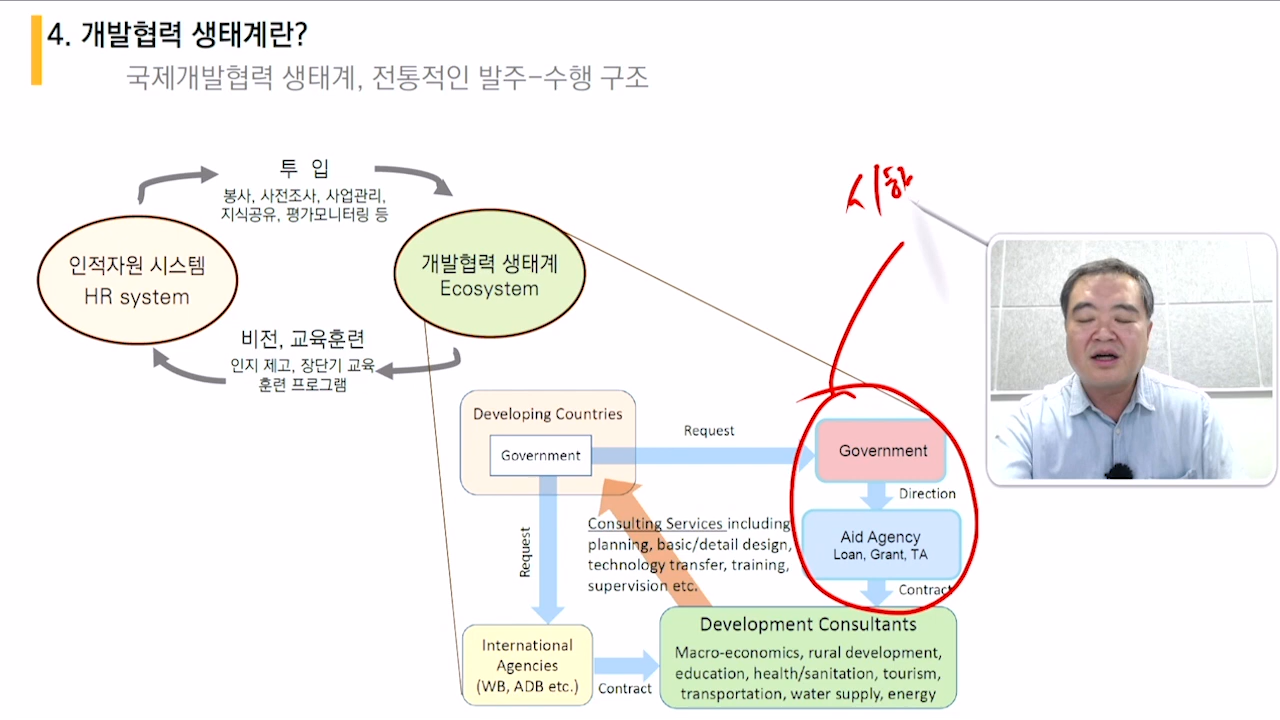 4. 개발협력 생태계란?
국제개발협력 생태계, 전통적인 발주-수행 구조
투 입
봉사, 사전조사, 사업관리,
지식공유, 평가모니터링 등
인적자원 시스템
HR system
개발협력 생태계
Ecosystem
비전, 교육훈련
인지 제고, 장단기 교육
훈련 프로그램
시행
Developing Countries
Government
Request
Government
Direction
Aid Agency
Loan, Grant, TA
Contract
Request
Consulting Services including
planning, basic/detail design,
technology transfer, training,
supervision etc.
International
Agencies
(WB, ADB etc.)
Contract
Development Consultants
Macro-economics, rural development,
education, health/sanitation, tourism,
transportation, water supply, energy